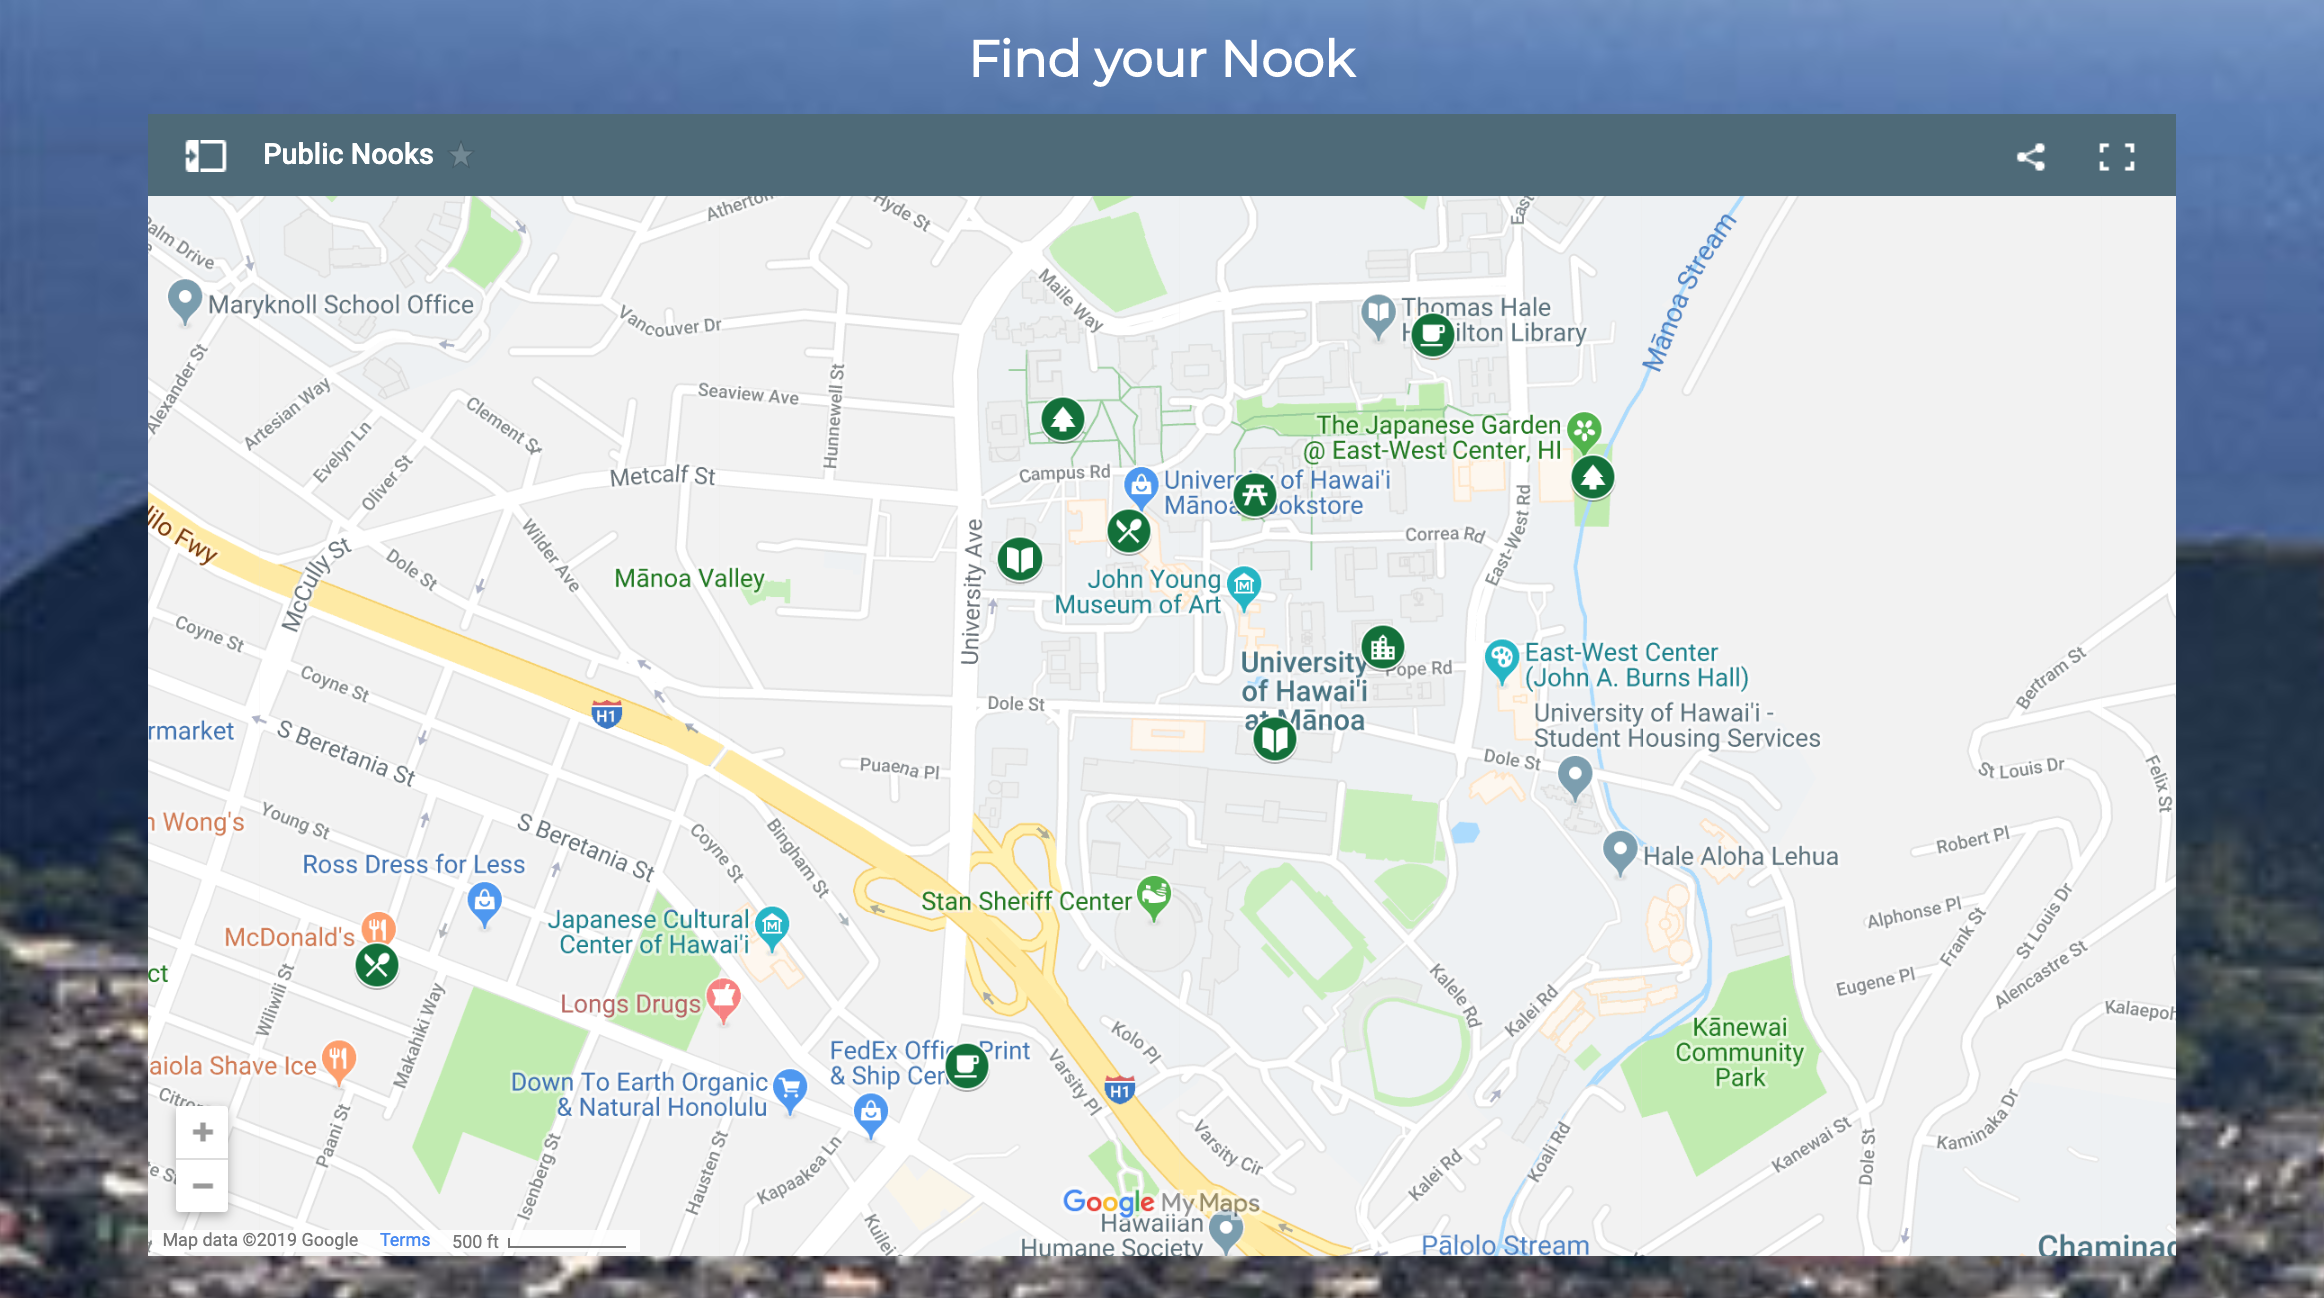 Find your Nook
Public Nooks
Atherton
Hyde St
East
Palm Drive
Mānoa Stream
Maile Way
Maryknoll School Office
Vancouver Dr
Thomas Hale
Library
Alexander St
Artesian Way
Seaview Ave
Hunnewell St
Clement St
Evelyn Ln
Oliver St
The Japanese Garden
@ East-West Center, HI
Metcalf St
Campus Rd
University of Hawai'i
Mānoa Bookstore
Wilder Ave
University Ave
Correa Rd
East-West Rd
Fwy
McCully St
Dole St
Mānoa Valley
John Young
Museum of Art
Coyne St
Coyne St
University
of Hawai'i
at Mānoa
Pope Rd
East-West Center
(John A. Burns Hall)
Bertram St
H1
Dole St
University of Hawai'i -
Student Housing Services
rmarket
S Beretania St
Puaena Pl
Dole St
St Louis Dr
Felix St
Wong's
Young St
S Beretania St
Coyne St
Bingham St
Robert Pl
Ross Dress for Less
Hale Aloha Lehua
Stan Sheriff Center
Alphonse Pl
Frank St
St Louis Dr
McDonald's
Japanese Cultural
Center of Hawai'i
ct
Wiliwili St
Makahiki Way
Longs Drugs
Kalele Rd
Kalei Rd
Eugene Pl
Alencastre St
Kalaepoh
Kānewai
Community
Park
Kolo Pl
aiola Shave Ice
FedEx Office Print
& Ship Cen
Down To Earth Organic
& Natural Honolulu
Varsity Pl
H1
Citron
Paani St
Isenberg St
Hausten St
Kapaakea Ln
Varsity Cir
Kalei Rd
Koali Rd
Kanewai St
Dole St
Kaminaka Dr
e S
Google My Maps
Kuilei
Hawaiian
Humane Society
Pālolo Stream
Chaminad
Map data ©2019 Google Terms 500 ft